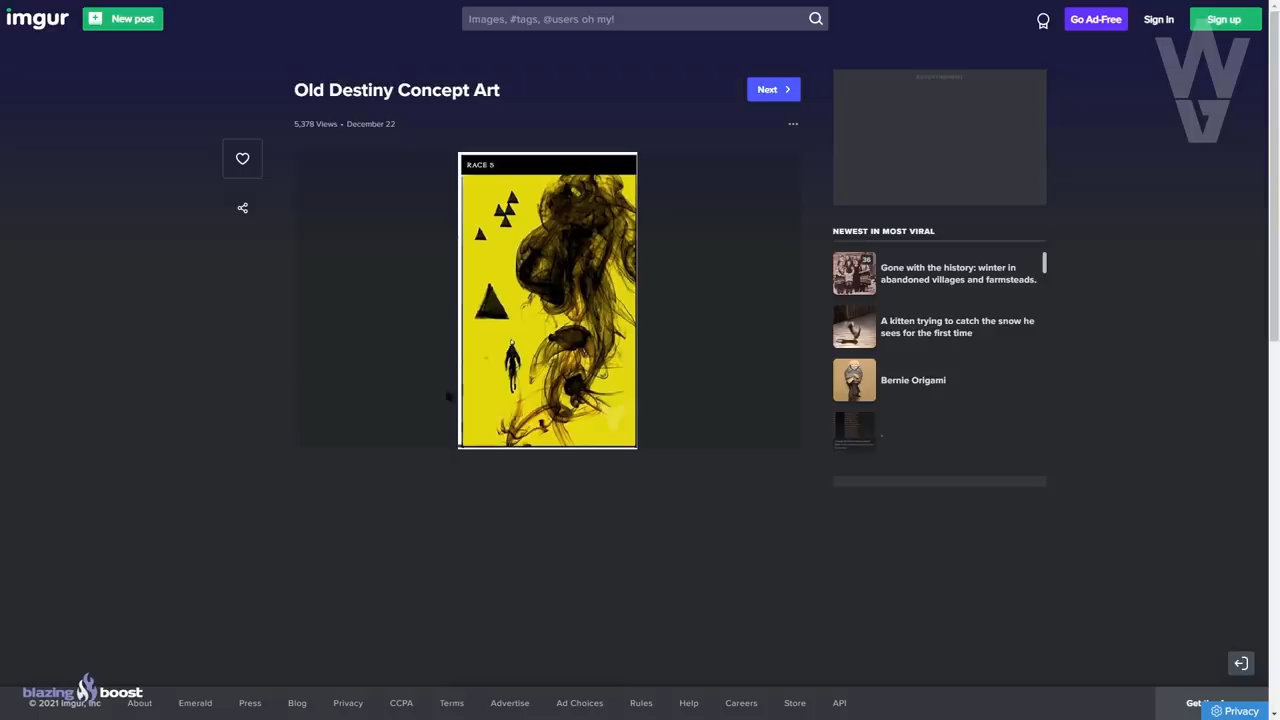 imgur
New post
Images, #tags, @users oh my!
Go Ad-Free
Sign in
Sign up
Old Destiny Concept Art
Next
5,378 Views • December 22
RACE 5
ADVERTISEMENT
NEWEST IN MOST VIRAL
36
Gone with the history: winter in
abandoned villages and farmsteads.
A kitten trying to catch the snow he
sees for the first time
Bernie Origami
blazing boost
© 2021 Imgur, Inc
About
Emerald
Press
Blog
Privacy
CCPA
Terms
Advertise
Ad Choices
Rules
Help
Careers
Store
API
Privacy